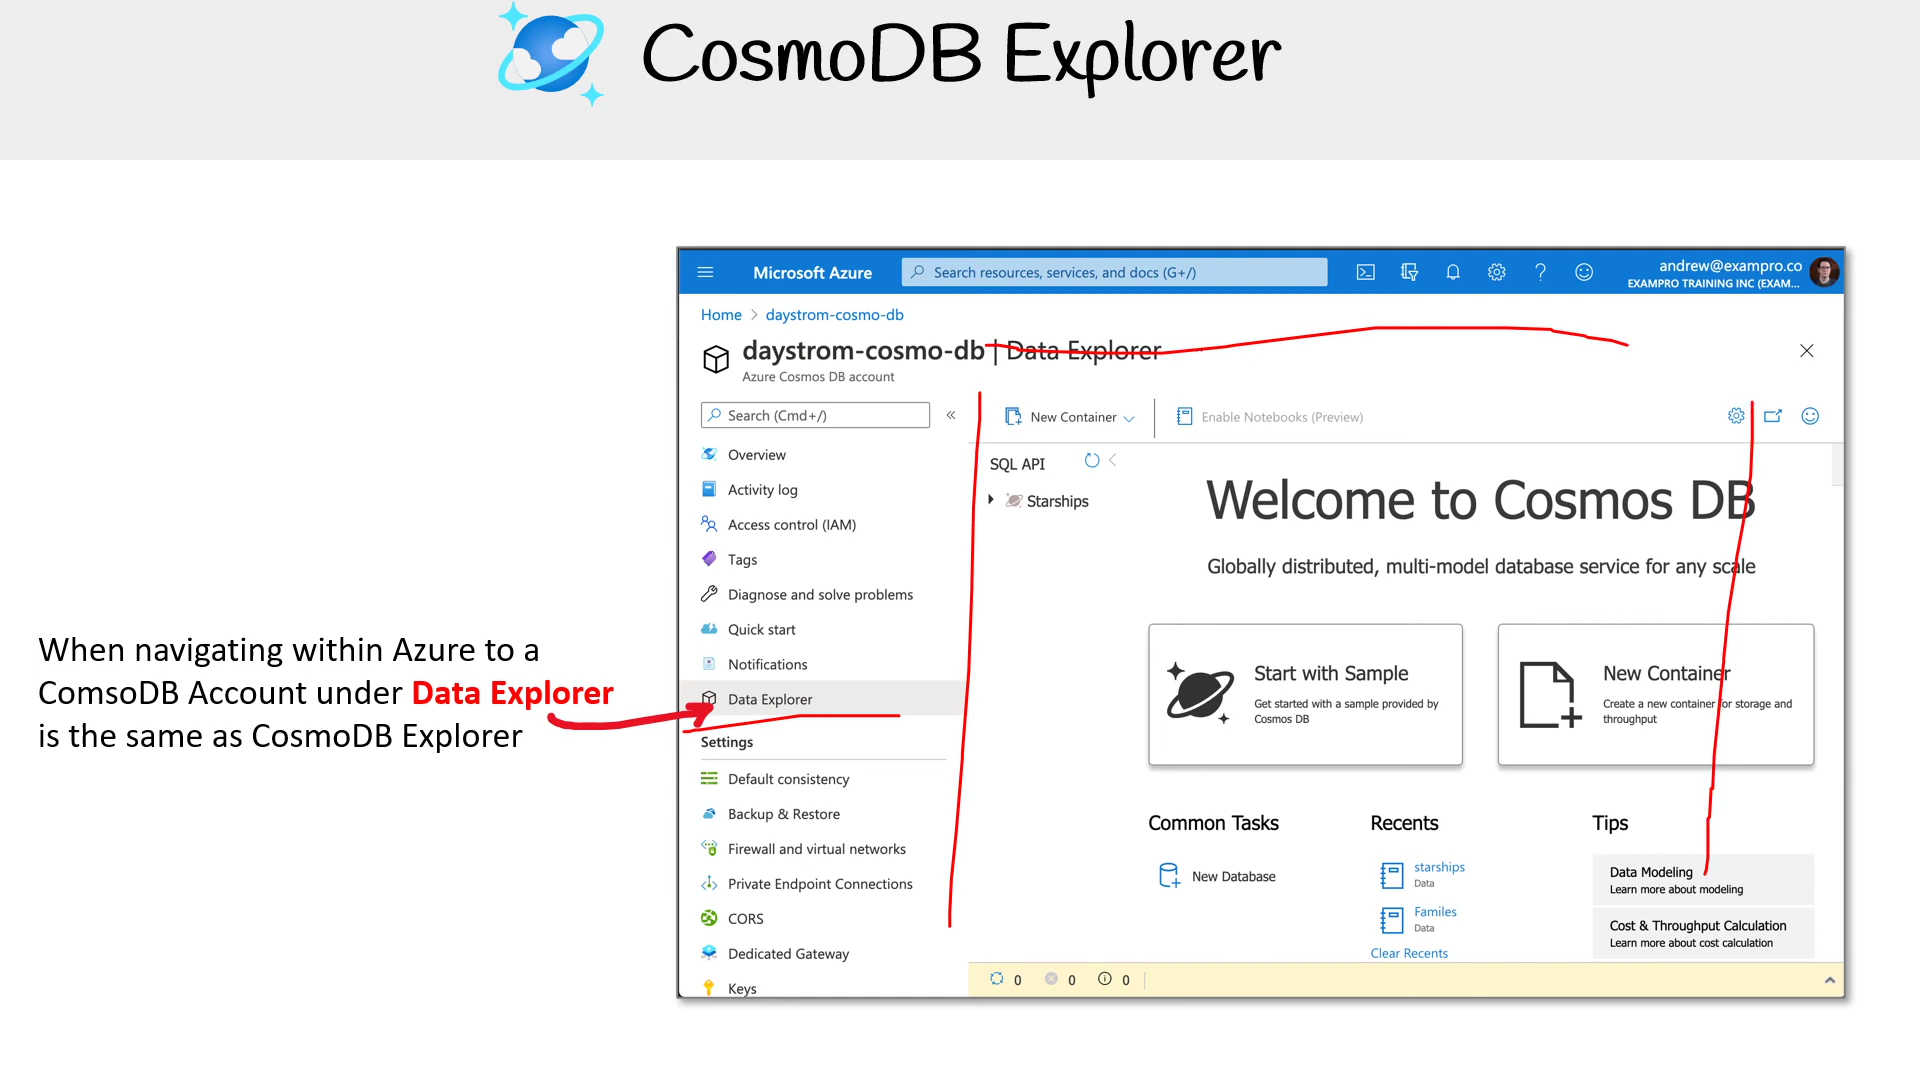 CosmoDB Explorer
When navigating within Azure to a
ComsoDB Account under Data Explorer
is the same as CosmoDB Explorer
Microsoft Azure
Search resources, services, and docs (G+/)
andrew@exampro.co
EXAMPRO TRAINING INC (EXAM...
Home > daystrom-cosmo-db
daystrom-cosmo-db | Data Explorer
Azure Cosmos DB account
Search (Cmd+/)
«
Overview
Activity log
Access control (IAM)
Tags
Diagnose and solve problems
Quick start
Notifications
Data Explorer
Settings
Default consistency
Backup & Restore
Firewall and virtual networks
Private Endpoint Connections
CORS
Dedicated Gateway
Keys
New Container
Enable Notebooks (Preview)
SQL API
Starships
Welcome to Cosmos DB
Globally distributed, multi-model database service for any scale
Start with Sample
Get started with a sample provided by
Cosmos DB
New Container
Create a new container for storage and
throughput
Common Tasks
New Database
Recents
starships
Data
Familes
Data
Clear Recents
Tips
Data Modeling
Learn more about modeling
Cost & Throughput Calculation
Learn more about cost calculation
0 0 0